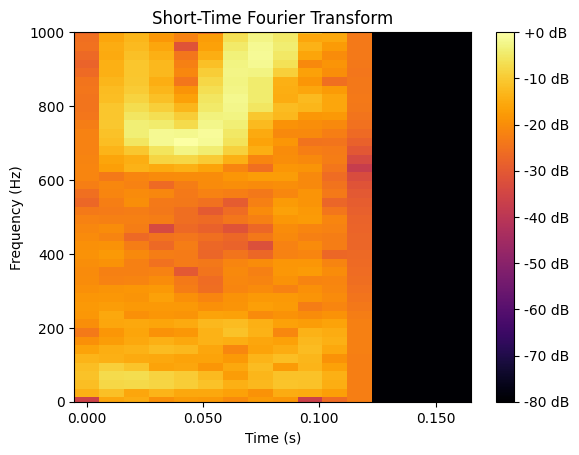 Short-Time Fourier Transform
1000
800
600
400
200
0
Frequency (Hz)
0.000
0.050
0.100
0.150
Time (s)
+0 dB
-10 dB
-20 dB
-30 dB
-40 dB
-50 dB
-60 dB
-70 dB
-80 dB